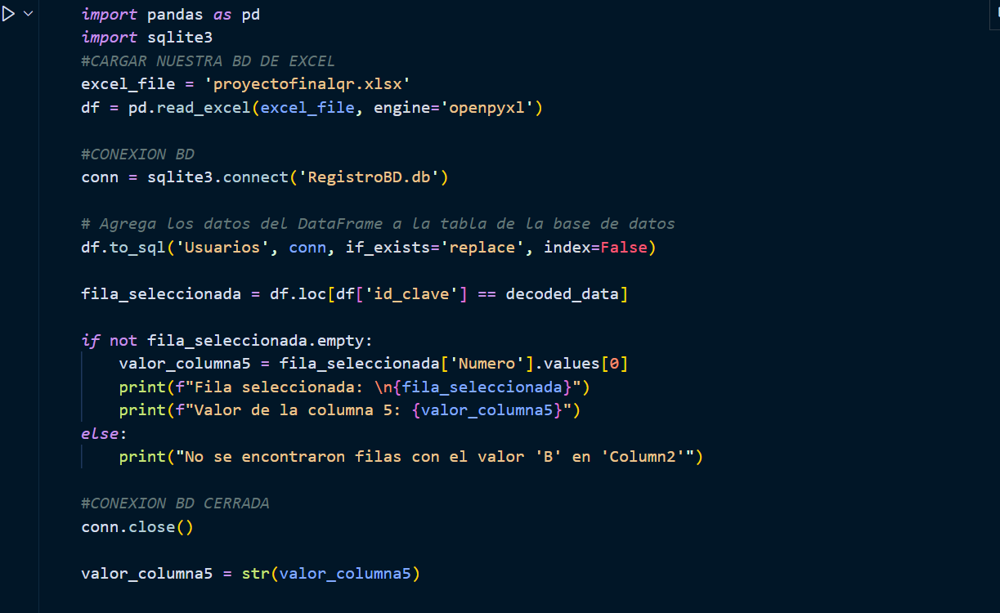 import pandas as pd
import sqlite3
#CARGAR NUESTRA BD DE EXCEL
excel_file = 'proyectofinalqr.xlsx'
df = pd.read_excel(excel_file, engine='openpyxl')
#CONEXION BD
conn = sqlite3.connect('RegistroBD.db')
# Agrega los datos del DataFrame a la tabla de la base de datos
df.to_sql('Usuarios', conn, if_exists='replace', index=False)
fila_seleccionada = df.loc[df['id_clave'] == decoded_data]
if not fila_seleccionada.empty:
    valor_columna5 = fila_seleccionada['Numero'].values[0]
    print(f"Fila seleccionada: \n{fila_seleccionada}")
    print(f"Valor de la columna 5: {valor_columna5}")
else:
    print("No se encontraron filas con el valor 'B' en 'Column2'")
#CONEXION BD CERRADA
conn.close()
valor_columna5 = str(valor_columna5)